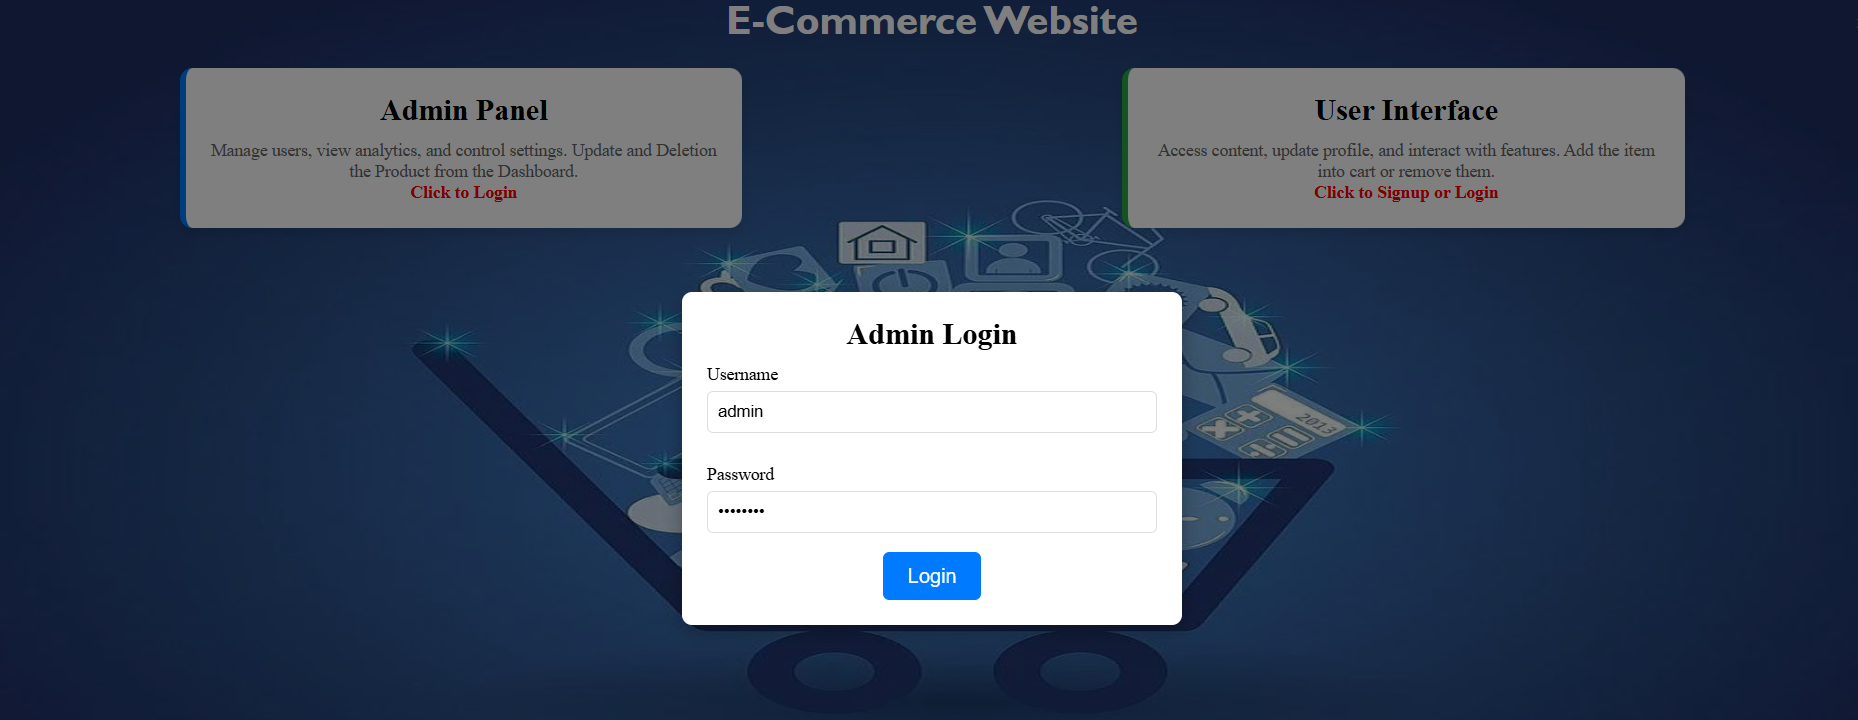 E-Commerce Website
Admin Panel
Manage users, view analytics, and control settings. Update and Deletion
the Product from the Dashboard.
Click to Login
User Interface
Access content, update profile, and interact with features. Add the item
into cart or remove them.
Click to Signup or Login
Admin Login
Username
admin
Password
••••••••
Login
2013